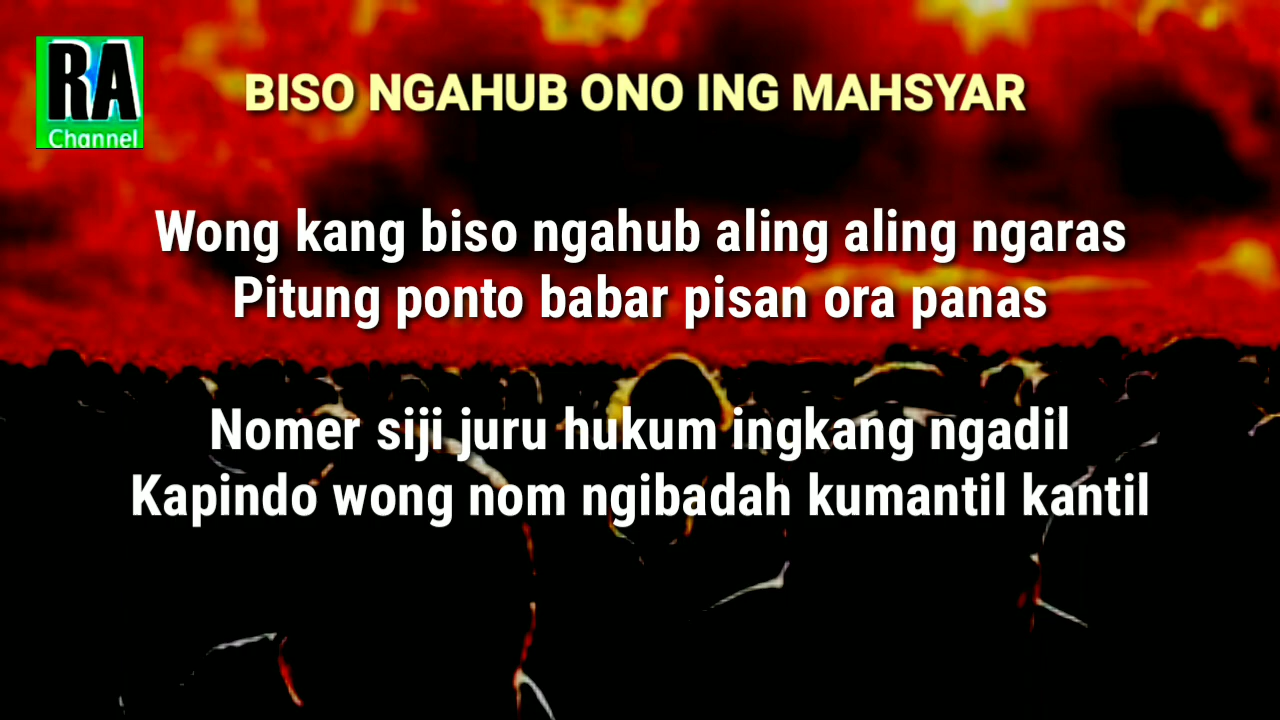 RA
Channel
BISO NGAHUB ONO ING MAHSYAR
Wong kang biso ngahub aling aling ngaras
Pitung ponto babar pisan ora panas
Nomer siji juru hukum ingkang ngadil
Kapindo wong nom ngibadah kumantil kantil